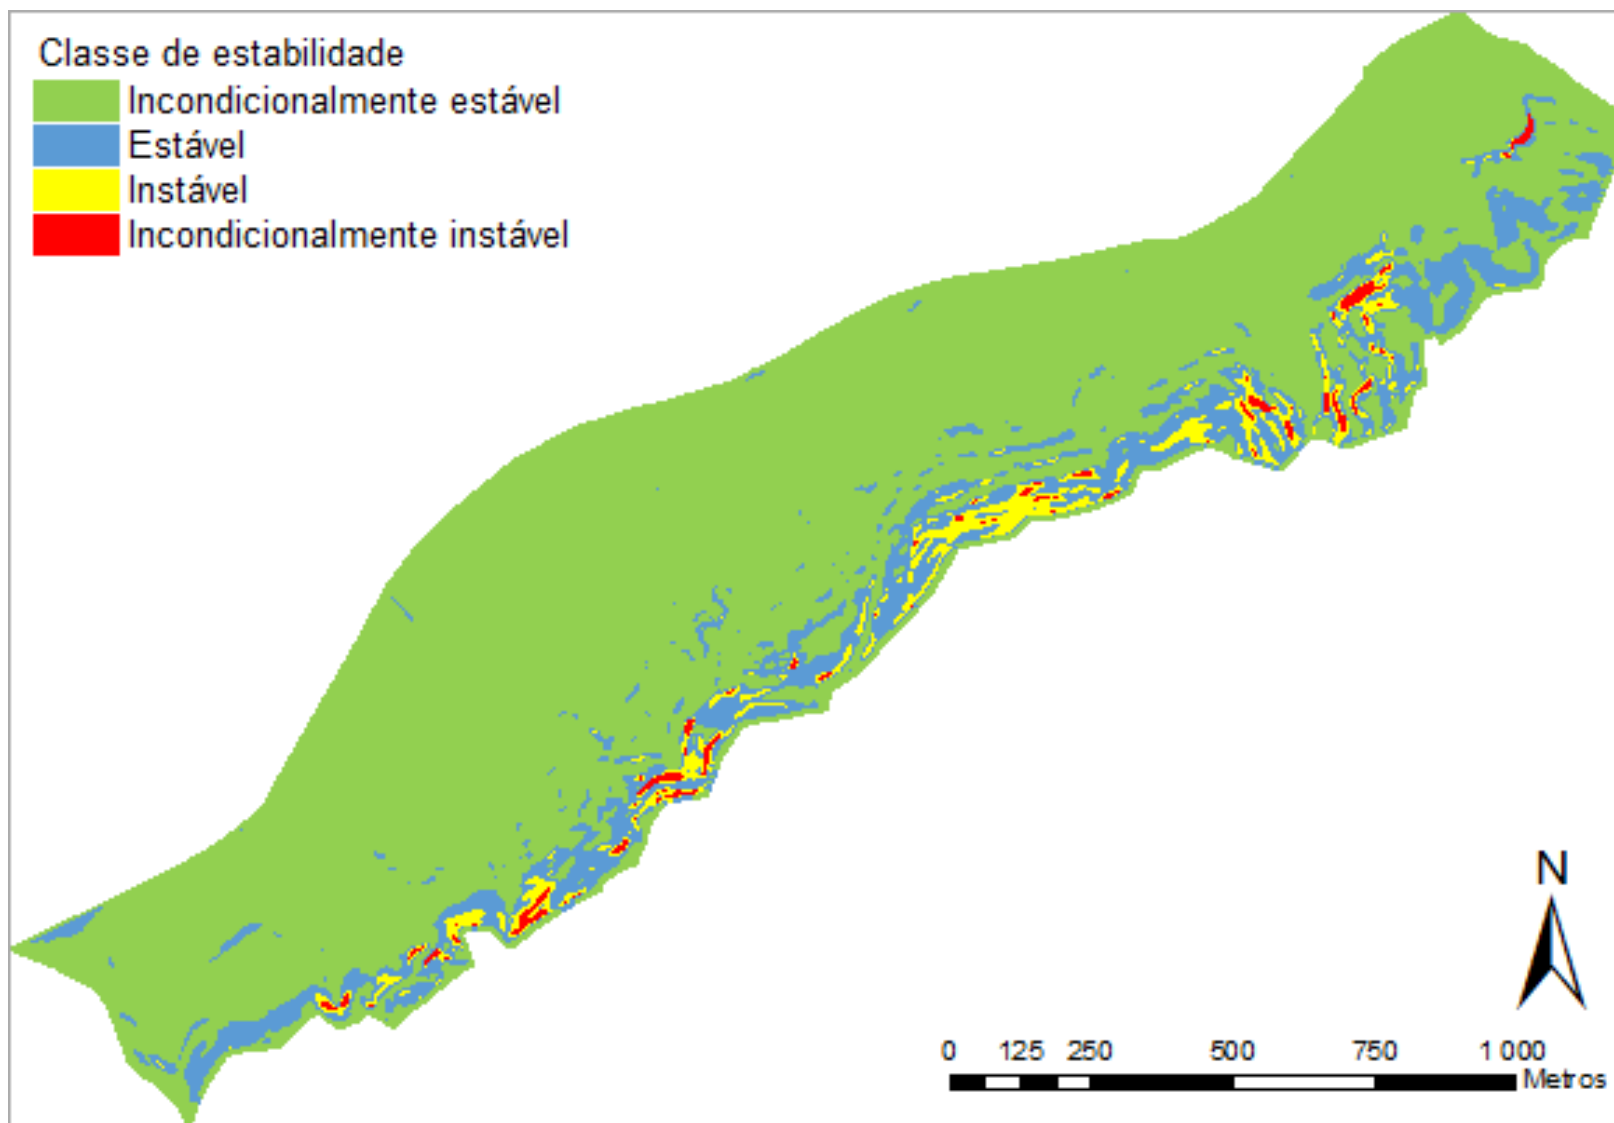 Classe de estabilidade
Incondicionalmente estável
Estável
Instável
Incondicionalmente instável
N
0 125 250 500 750 1 000
Metros